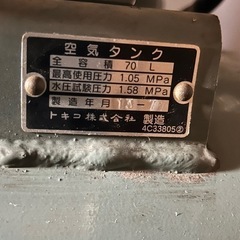 空気タンク
全容積 70 L
最高使用圧力 1.05 MPa
水圧試験圧力 1.58 MPa
製造年月
トキコ株式会社 製造
4C33805②